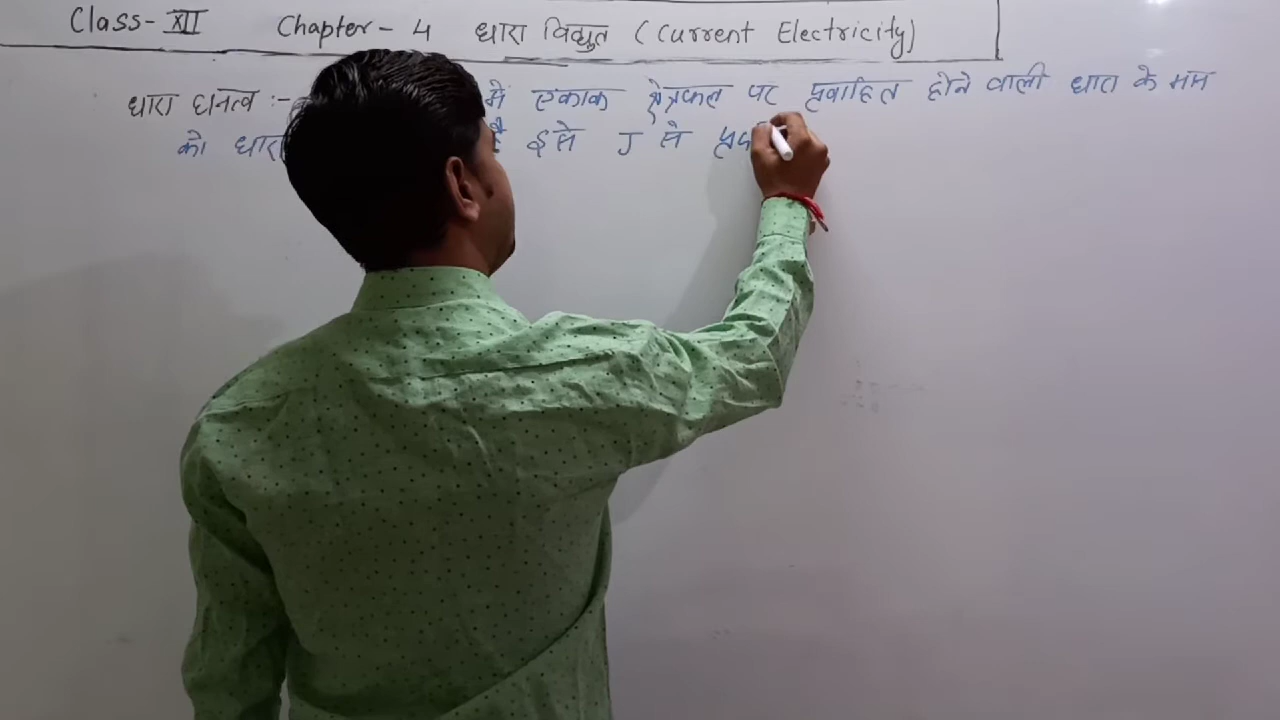 Class- XII Chapter- 4 धारा विद्युत ( Current Electricity )
धारा घनत्व :- में एकांक क्षेत्रफल पर प्रवाहित होने वाली धारा के मान
को धारा है इसे J से